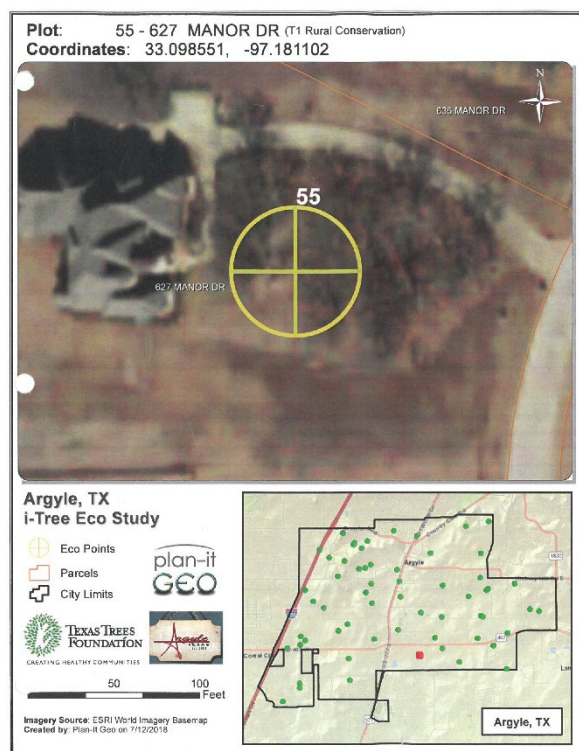 Plot: 55 - 627 MANOR DR (T1 Rural Conservation)
Coordinates: 33.098551, -97.181102
N
635 MANOR DR
55
627 MANOR DR
Argyle, TX
i-Tree Eco Study
Eco Points
Parcels
City Limits
plan-it
GEO
TEXAS TREES
FOUNDATION
CREATING HEALTHY COMMUNITIES
Argyle
TEXAS
50 100
Feet
Imagery Source: ESRI World Imagery Basemap
Created by: Plan-It Geo on 7/12/2018
Argyle
407
Argyle, TX